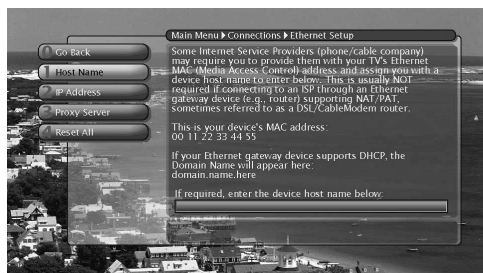 Main Menu ▶ Connections ▶ Ethernet Setup
0 Go Back
1 Host Name
2 IP Address
3 Proxy Server
4 Reset All
Some Internet Service Providers (phone/cable company)
may require you to provide them with your TV's Ethernet
MAC (Media Access Control) address and assign you with a
device host name to enter below. This is usually NOT
required if connecting to an ISP through an Ethernet
gateway device (e.g., router) supporting NAT/PAT,
sometimes referred to as a DSL/CableModem router.
This is your device's MAC address:
00 11 22 33 44 55
If your Ethernet gateway device supports DHCP, the
Domain Name will appear here:
domain.name.here
If required, enter the device host name below: